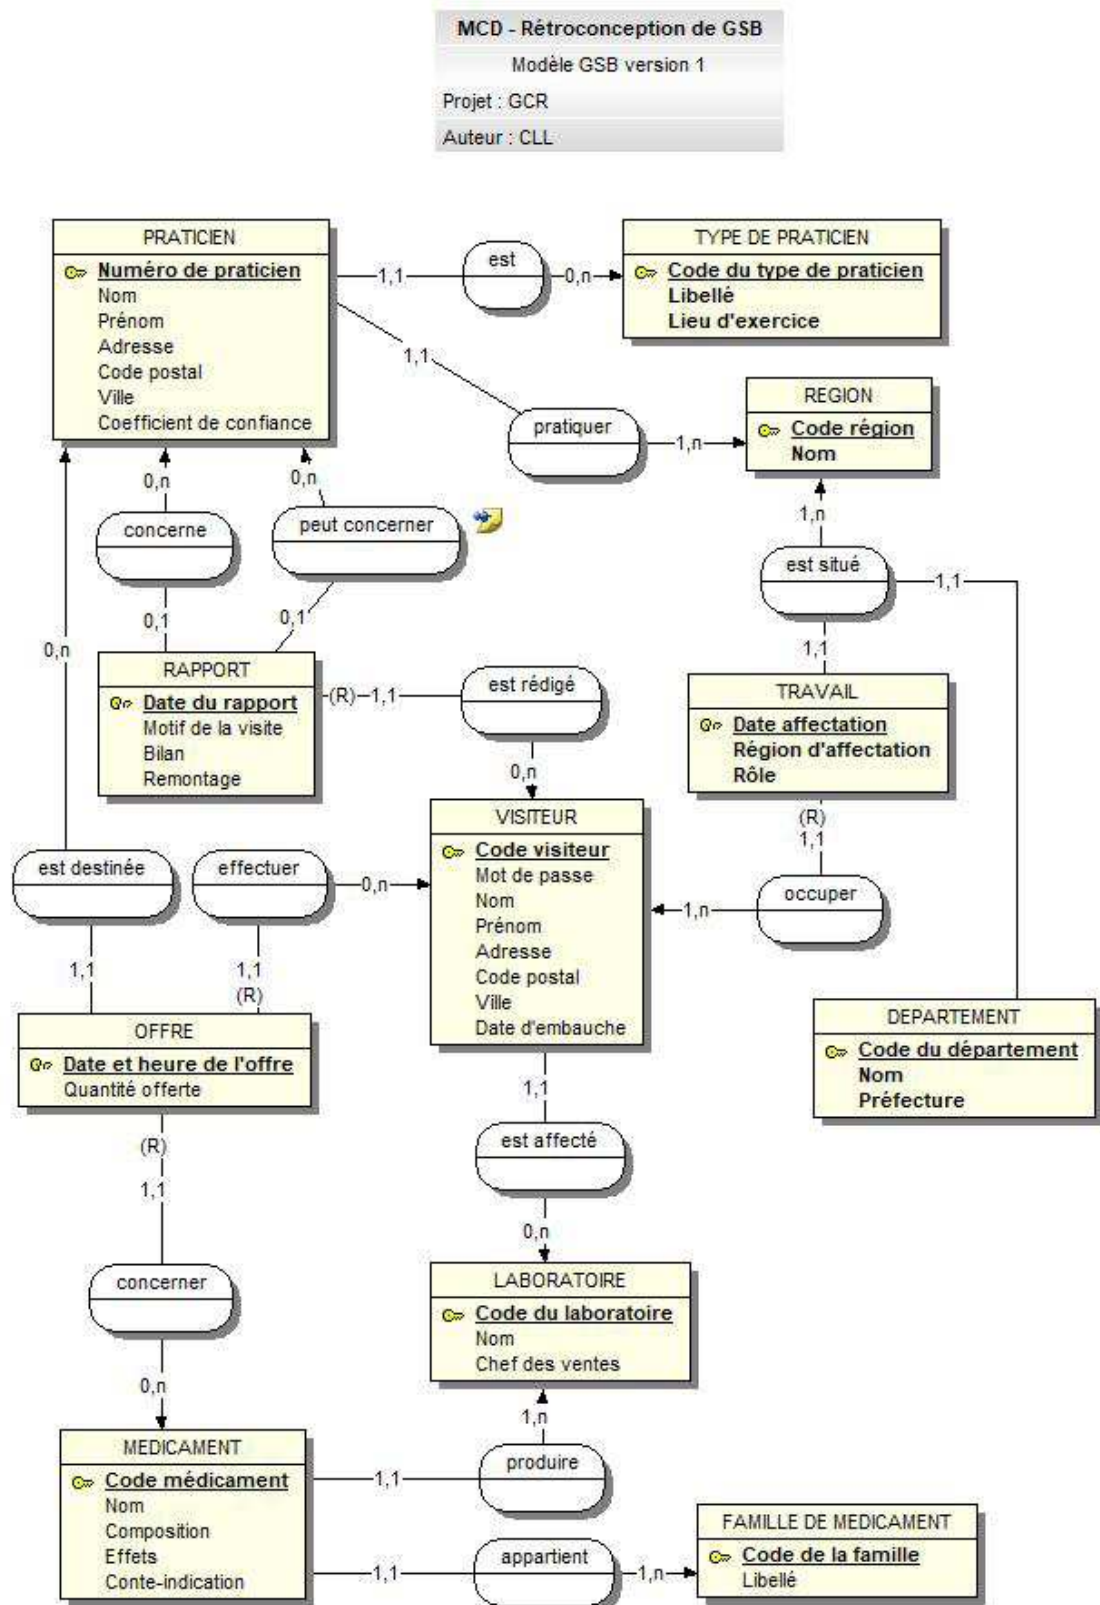 MCD - Rétroconception de GSB
Modèle GSB version 1
Projet : GCR
Auteur : CLL
PRATICIEN
Numéro de praticien
Nom
Prénom
Adresse
Code postal
Ville
Coefficient de confiance
1,1
est
0,n
TYPE DE PRATICIEN
Code du type de praticien
Libellé
Lieu d'exercice
1,1
pratiquer
1,n
REGION
Code région
Nom
0,n
concerne
0,1
0,n
peut concerner
0,1
1,n
est situé
1,1
1,1
0,n
RAPPORT
Date du rapport
Motif de la visite
Bilan
Remontage
(R) 1,1
est rédigé
0,n
TRAVAIL
Date affectation
Région d'affectation
Rôle
(R)
1,1
occuper
1,n
VISITEUR
Code visiteur
Mot de passe
Nom
Prénom
Adresse
Code postal
Ville
Date d'embauche
est destinée
1,1
effectuer
0,n
1,1
(R)
OFFRE
Date et heure de l'offre
Quantité offerte
DEPARTEMENT
Code du département
Nom
Préfecture
1,1
est affecté
0,n
(R)
1,1
concerner
0,n
LABORATOIRE
Code du laboratoire
Nom
Chef des ventes
1,n
produire
1,1
MEDICAMENT
Code médicament
Nom
Composition
Effets
Conte-indication
1,1
appartient
1,n
FAMILLE DE MEDICAMENT
Code de la famille
Libellé